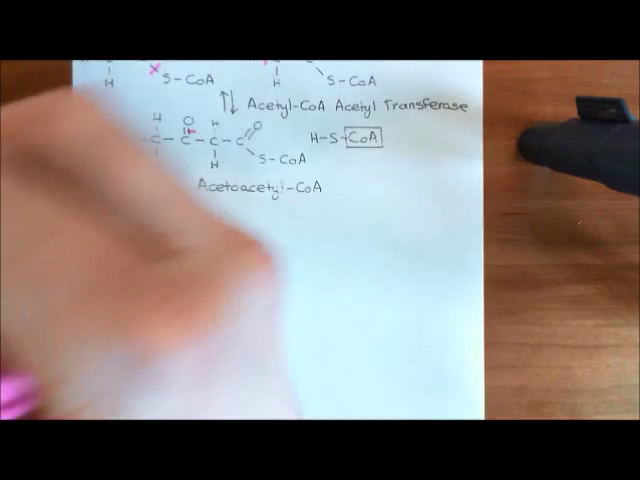 H S-CoA H S-CoA
Acetyl-CoA Acetyl Transferase
H O H O
C-C-C-C H-S-CoA
H S-CoA
Acetoacetyl-CoA